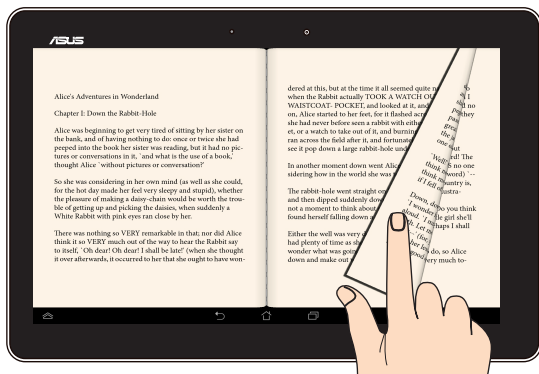 ASUS
Alice's Adventures in Wonderland
Chapter I: Down the Rabbit-Hole
Alice was beginning to get very tired of sitting by her sister on
the bank, and of having nothing to do: once or twice she had
peeped into the book her sister was reading, but it had no pic-
tures or conversations in it, `and what is the use of a book,'
thought Alice `without pictures or conversation?'
So she was considering in her own mind (as well as she could,
for the hot day made her feel very sleepy and stupid), whether
the pleasure of making a daisy-chain would be worth the trou-
ble of getting up and picking the daisies, when suddenly a
White Rabbit with pink eyes ran close by her.
There was nothing so VERY remarkable in that; nor did Alice
think it so VERY much out of the way to hear the Rabbit say
to itself, `Oh dear! Oh dear! I shall be late!' (when she thought
it over afterwards, it occurred to her that she ought to have won-
dered at this, but at the time it all seemed quite
when the Rabbit actually TOOK A WATCH
WAISTCOAT- POCKET, and looked at it, and
on, Alice started to her feet, for it flashed
she had never before seen a rabbit with
et, or a watch to take out of it, and
ran across the field after it, and
see it pop down a large rabbit-hole
In another moment down went
sidering how in the world she was
The rabbit-hole went straight on
and then dipped suddenly
not a moment to think about
found herself falling down
Either the well was very
had plenty of time as
wonder what was
down and make